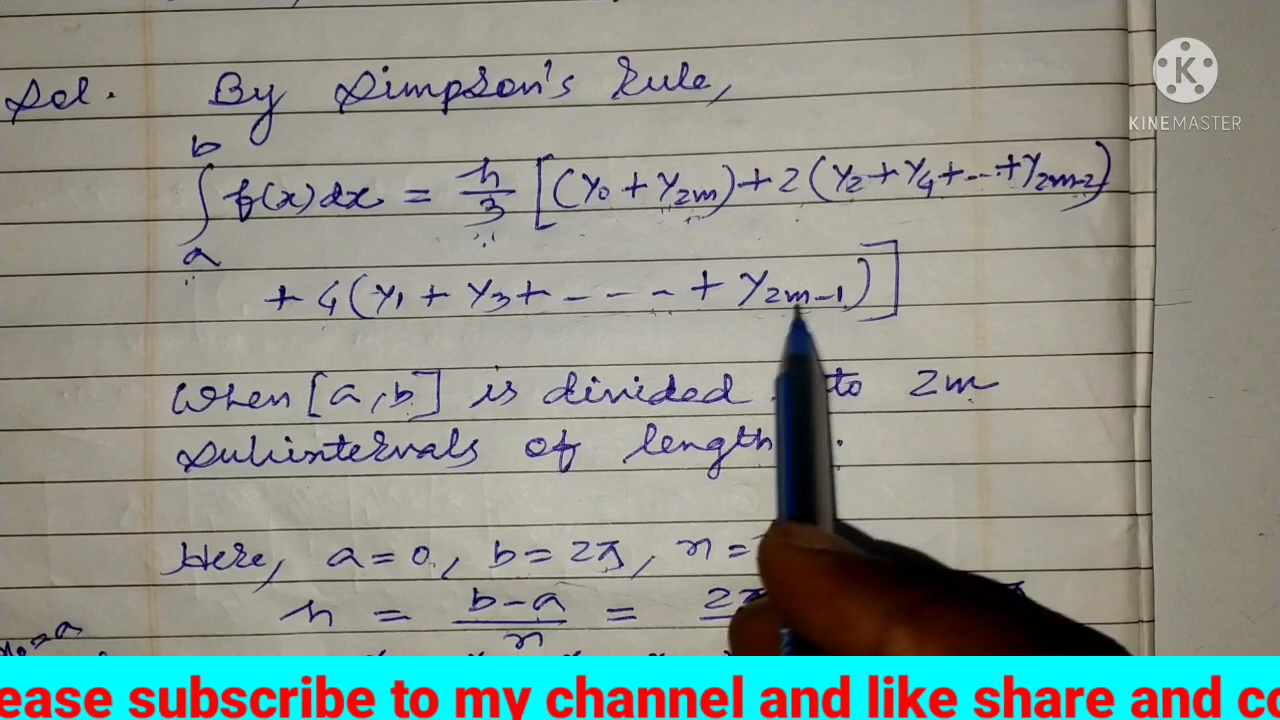 Sol. By Simpson's rule,
∫ₐᵇ f(x)dx = h/3 [(y₀ + y₂ₘ) + 2(y₂ + y₄ + ... + y₂ₘ₋₂)
+ 4(y₁ + y₃ + - - - - + y₂ₘ₋₁)]
When [a,b] is divided to 2m
subintervals of length .
Here, a = 0, b = 2π, n =
h = b-a/n = 2π
x₀ = a
KINEMASTER
ease subscribe to my channel and like share and co